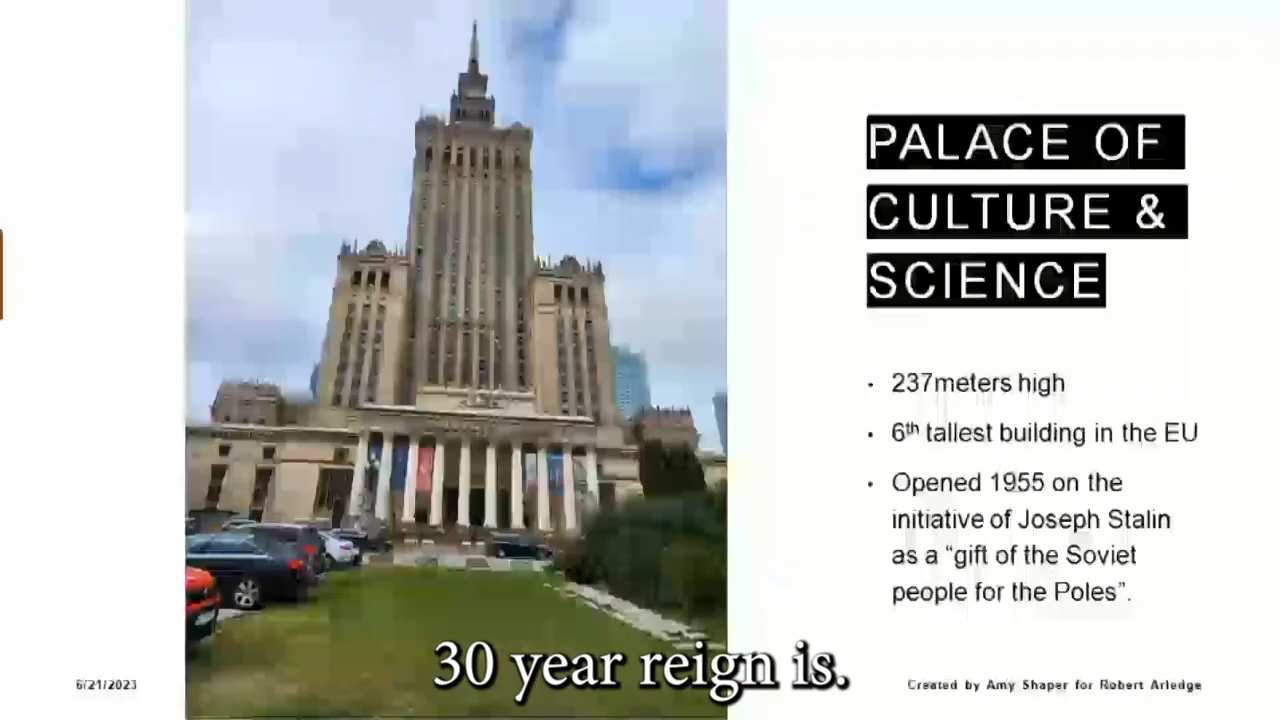 PALACE OF
CULTURE &
SCIENCE
• 237meters high
• 6th tallest building in the EU
• Opened 1955 on the
initiative of Joseph Stalin
as a “gift of the Soviet
people for the Poles”.
30 year reign is.
6/21/2023
Created by Amy Shaper for Robert Arledge